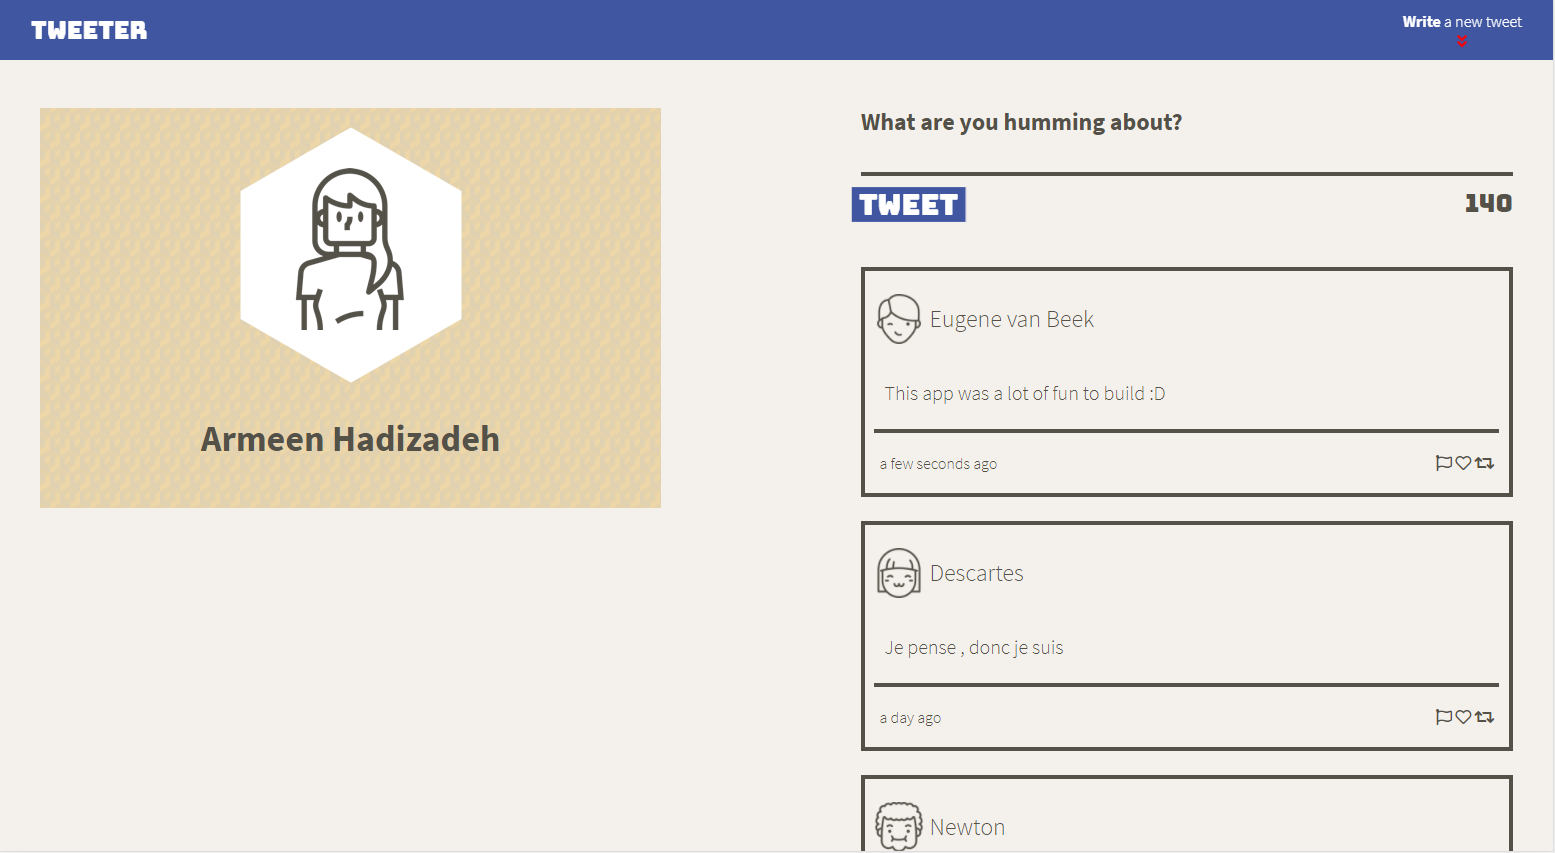 TWEETER
Write a new tweet
Armeen Hadizadeh
What are you humming about?
TWEET
140
Eugene van Beek
This app was a lot of fun to build :D
a few seconds ago
Descartes
Je pense , donc je suis
a day ago
Newton